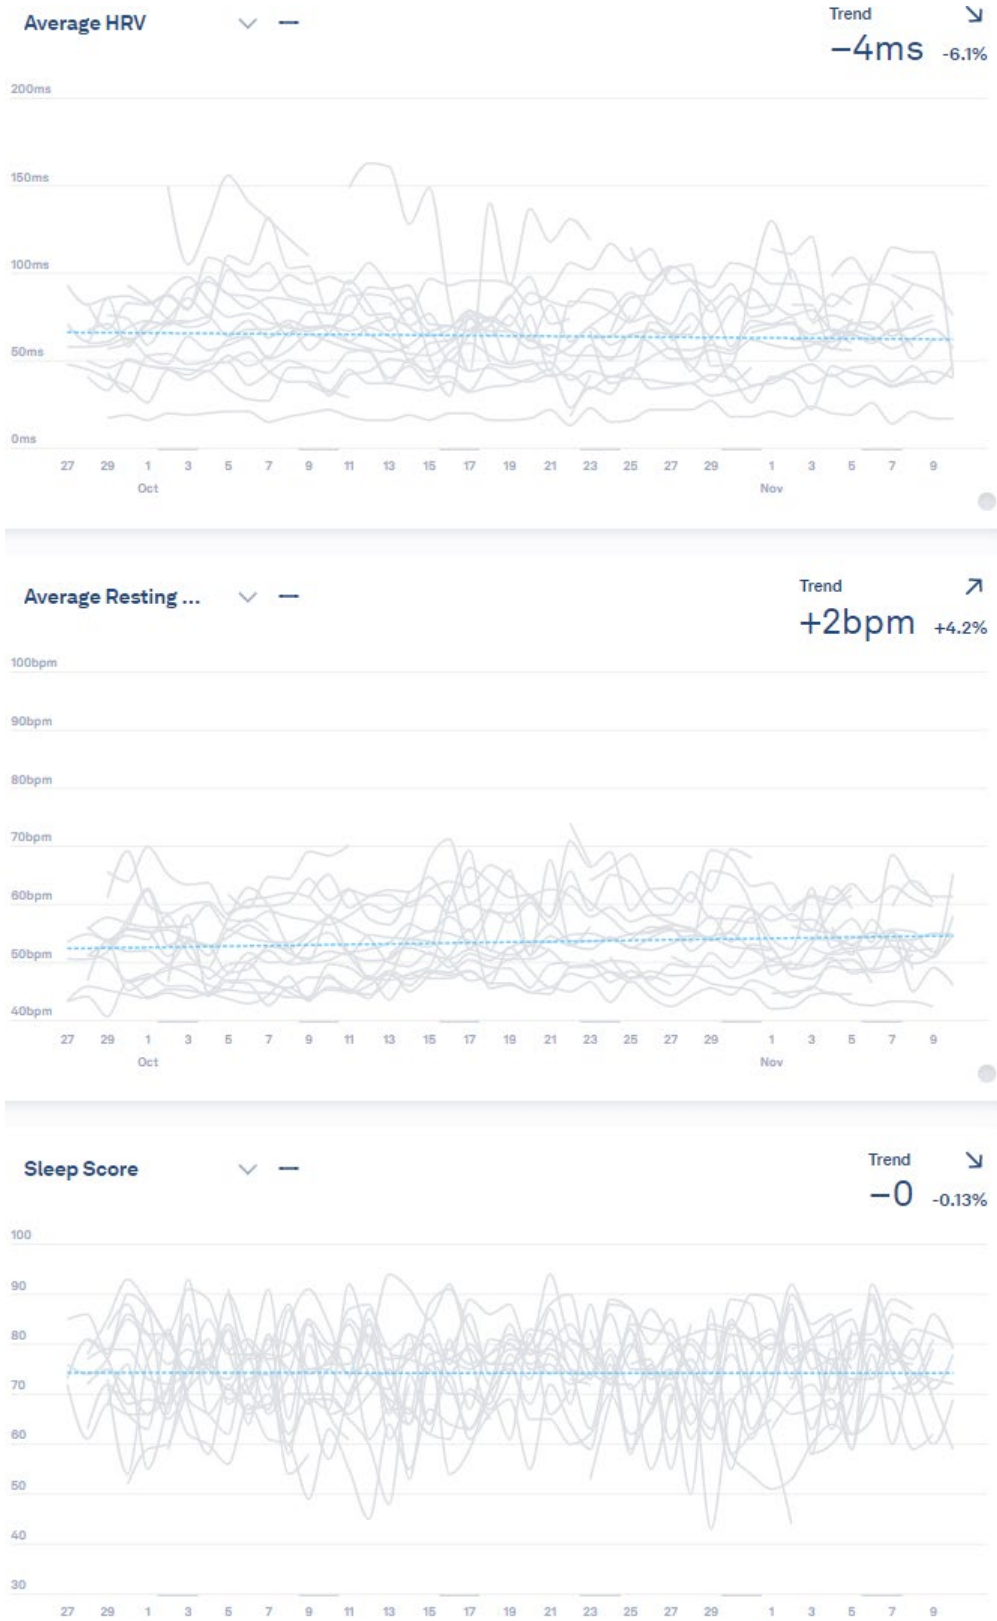 Average HRV
Trend
−4ms -6.1%
200ms
150ms
100ms
50ms
0ms
27 29 1 3 5 7 9 11 13 15 17 19 21 23 25 27 29 1 3 5 7 9
Oct Nov
Average Resting ...
Trend
+2bpm +4.2%
100bpm
90bpm
80bpm
70bpm
60bpm
50bpm
40bpm
27 29 1 3 5 7 9 11 13 15 17 19 21 23 25 27 29 1 3 5 7 9
Oct Nov
Sleep Score
Trend
−0 -0.13%
100
90
80
70
60
50
40
30
27 29 1 3 5 7 9 11 13 15 17 19 21 23 25 27 29 1 3 5 7 9